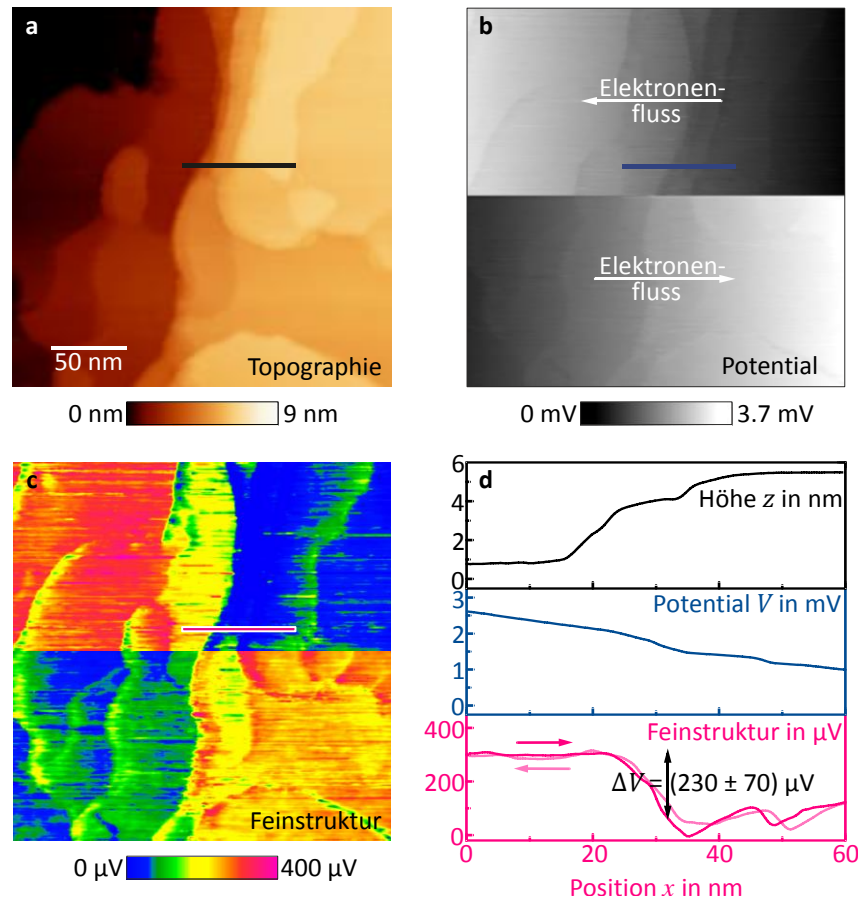 a
50 nm
Topographie
0 nm 9 nm
b
Elektronen-
fluss
Elektronen-
fluss
Potential
0 mV 3.7 mV
c
Feinstruktur
0 µV 400 µV
d
6
4
2
0
Höhe z in nm
3
2
1
0
Potential V in mV
400
200
0
Feinstruktur in µV
ΔV = (230 ± 70) µV
0 20 40 60
Position x in nm